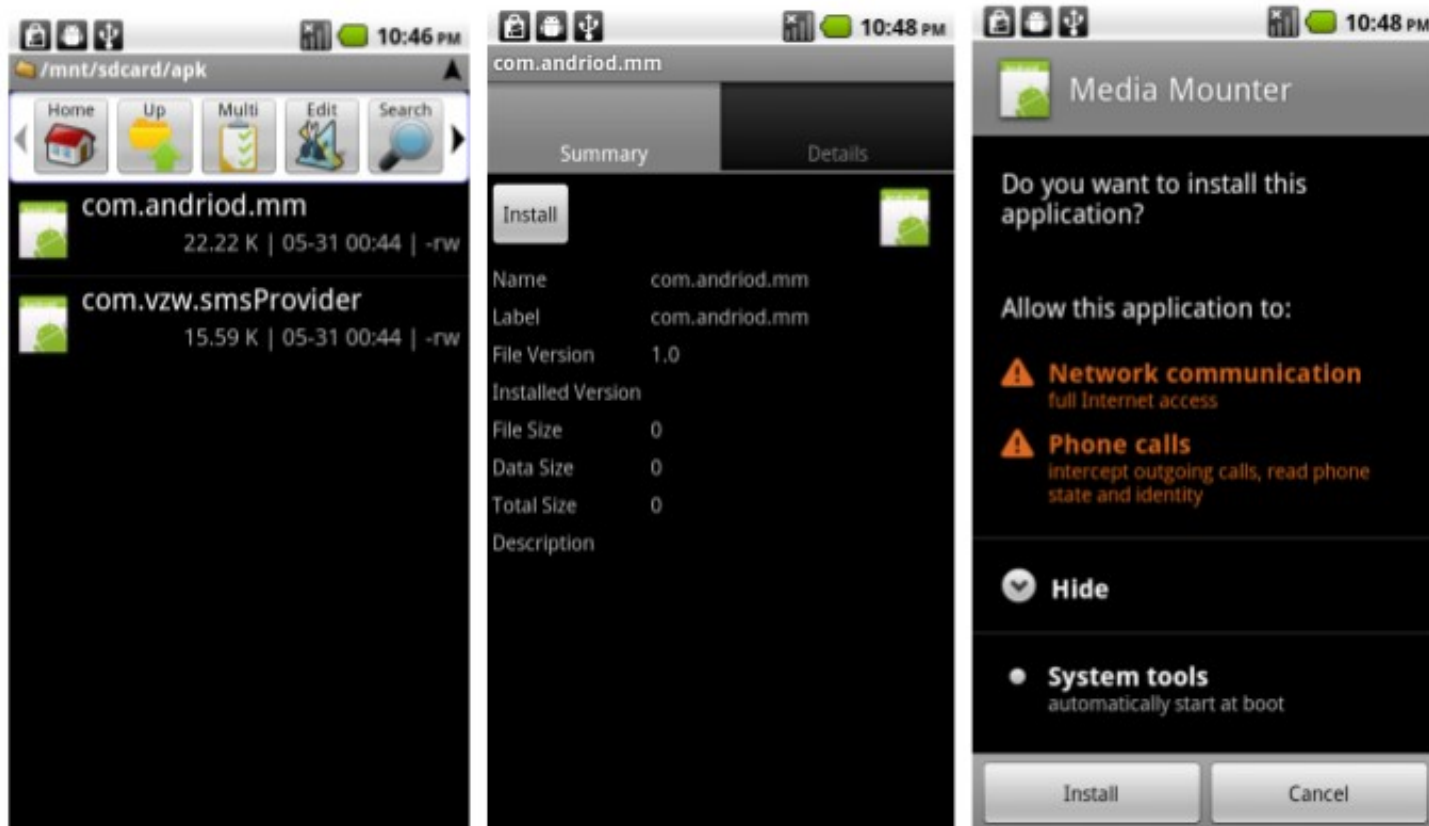 10:46 PM
/mnt/sdcard/apk
Home Up Multi Edit Search
com.andriod.mm
22.22 K | 05-31 00:44 | -rw
com.vzw.smsProvider
15.59 K | 05-31 00:44 | -rw
10:48 PM
com.andriod.mm
Summary Details
Install
Name com.andriod.mm
Label com.andriod.mm
File Version 1.0
Installed Version
File Size 0
Data Size 0
Total Size 0
Description
10:48 PM
Media Mounter
Do you want to install this
application?
Allow this application to:
Network communication
full Internet access
Phone calls
intercept outgoing calls, read phone
state and identity
Hide
System tools
automatically start at boot
Install Cancel